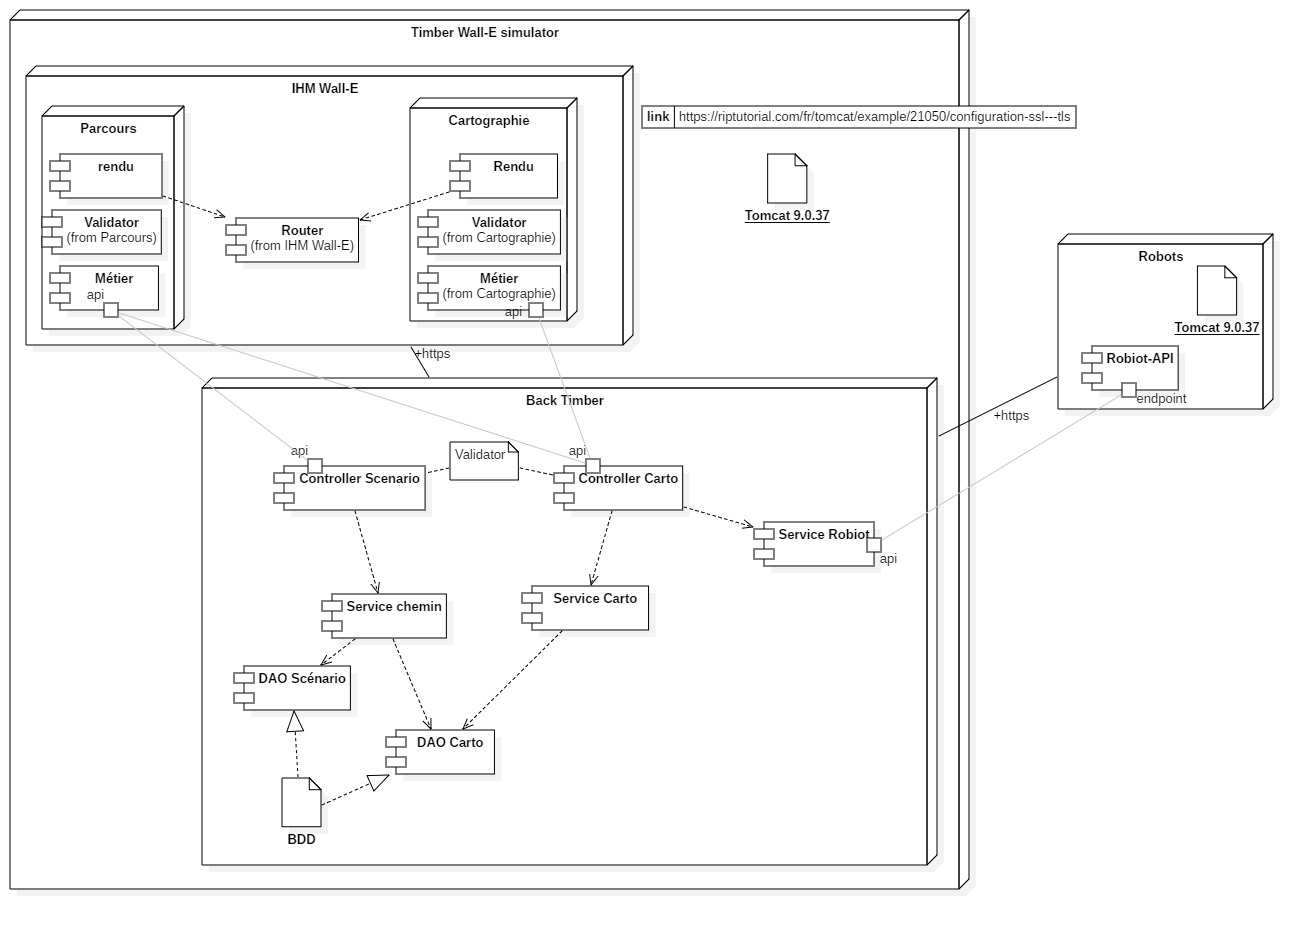 Timber Wall-E simulator
IHM Wall-E
Parcours
rendu
Validator
(from Parcours)
Métier
api
Router
(from IHM Wall-E)
Cartographie
Rendu
Validator
(from Cartographie)
Métier
(from Cartographie)
api
link https://riptutorial.com/fr/tomcat/example/21050/configuration-ssl---tls
Tomcat 9.0.37
Robots
Tomcat 9.0.37
Robiot-API
endpoint
+https
+https
Back Timber
api
Controller Scenario
Validator
api
Controller Carto
Service Robiot
api
Service chemin
Service Carto
DAO Scénario
DAO Carto
BDD